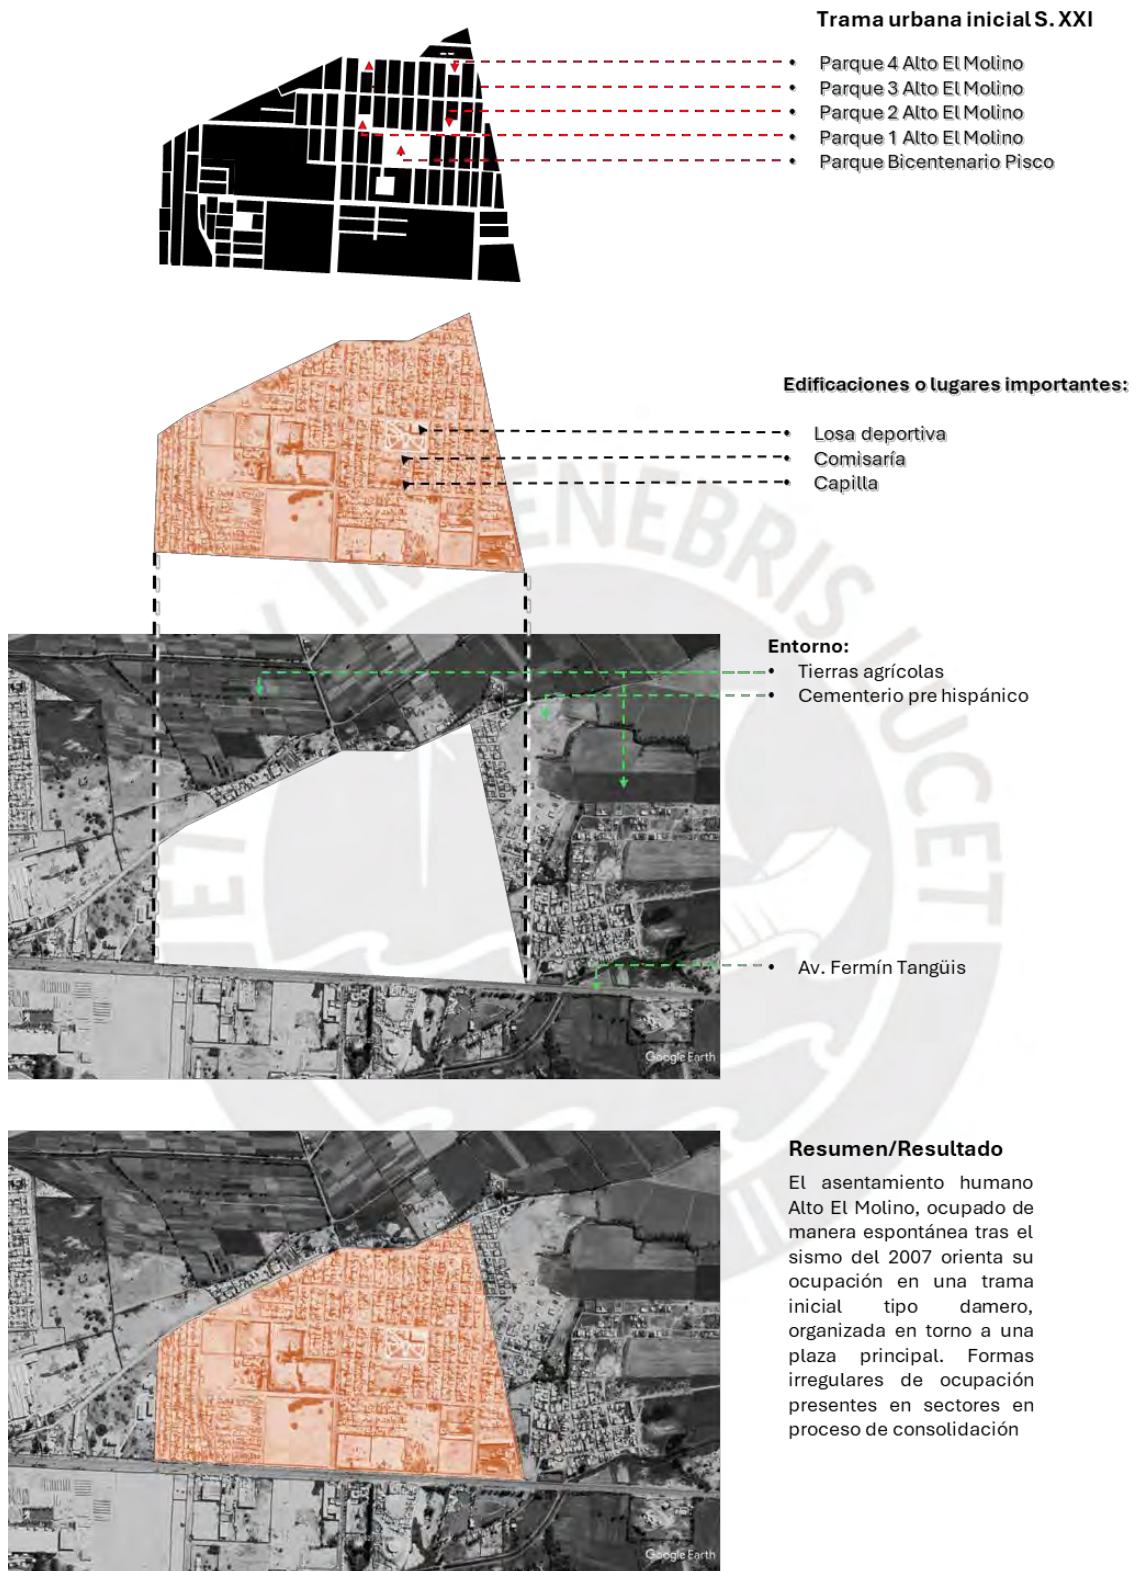 Trama urbana inicial S. XXI
• Parque 4 Alto El Molino
• Parque 3 Alto El Molino
• Parque 2 Alto El Molino
• Parque 1 Alto El Molino
• Parque Bicentenario Pisco
Edificaciones o lugares importantes:
• Losa deportiva
• Comisaría
• Capilla
ET IN TENEBRIS LUCET
Entorno:
• Tierras agrícolas
• Cementerio pre hispánico
• Av. Fermín Tangüis
Google Earth
Resumen/Resultado
El asentamiento humano
Alto El Molino, ocupado de
manera espontánea tras el
sismo del 2007 orienta su
ocupación en una trama
inicial tipo damero,
organizada en torno a una
plaza principal. Formas
irregulares de ocupación
presentes en sectores en
proceso de consolidación
Google Earth